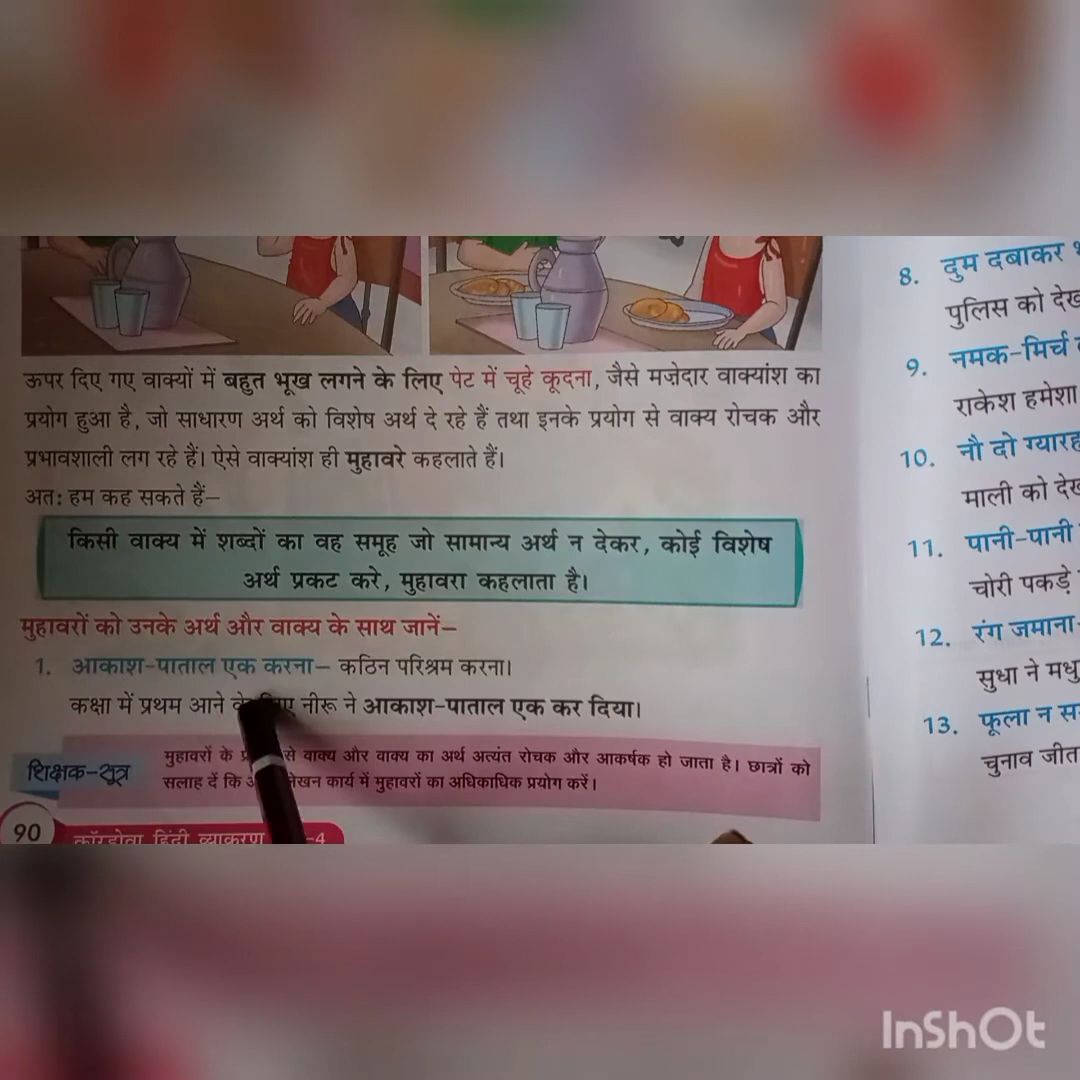 ऊपर दिए गए वाक्यों में बहुत भूख लगने के लिए पेट में चूहे कूदना, जैसे मज़ेदार वाक्यांश का
प्रयोग हुआ है, जो साधारण अर्थ को विशेष अर्थ दे रहे हैं तथा इनके प्रयोग से वाक्य रोचक और
प्रभावशाली लग रहे हैं। ऐसे वाक्यांश ही मुहावरे कहलाते हैं।
अत: हम कह सकते हैं–
किसी वाक्य में शब्दों का वह समूह जो सामान्य अर्थ न देकर, कोई विशेष
अर्थ प्रकट करे, मुहावरा कहलाता है।
मुहावरों को उनके अर्थ और वाक्य के साथ जानें–
1. आकाश-पाताल एक करना– कठिन परिश्रम करना।
कक्षा में प्रथम आने नीरू ने आकाश-पाताल एक कर दिया।
शिक्षक-सूत्र
मुहावरों के से वाक्य और वाक्य का अर्थ अत्यंत रोचक और आकर्षक हो जाता है। छात्रों को
सलाह दें कि कार्य में मुहावरों का अधिकाधिक प्रयोग करें।
90
कॉरडोवा हिंदी व्याकरण -4
8. दुम दबाकर
पुलिस को
9. नमक-मिर्च
राकेश हमेशा
10. नौ दो
माली को
11. पानी-पानी
चोरी पकड़े
12. रंग जमाना-
सुधा ने
13. फूला न
चुनाव जीत
InShOt